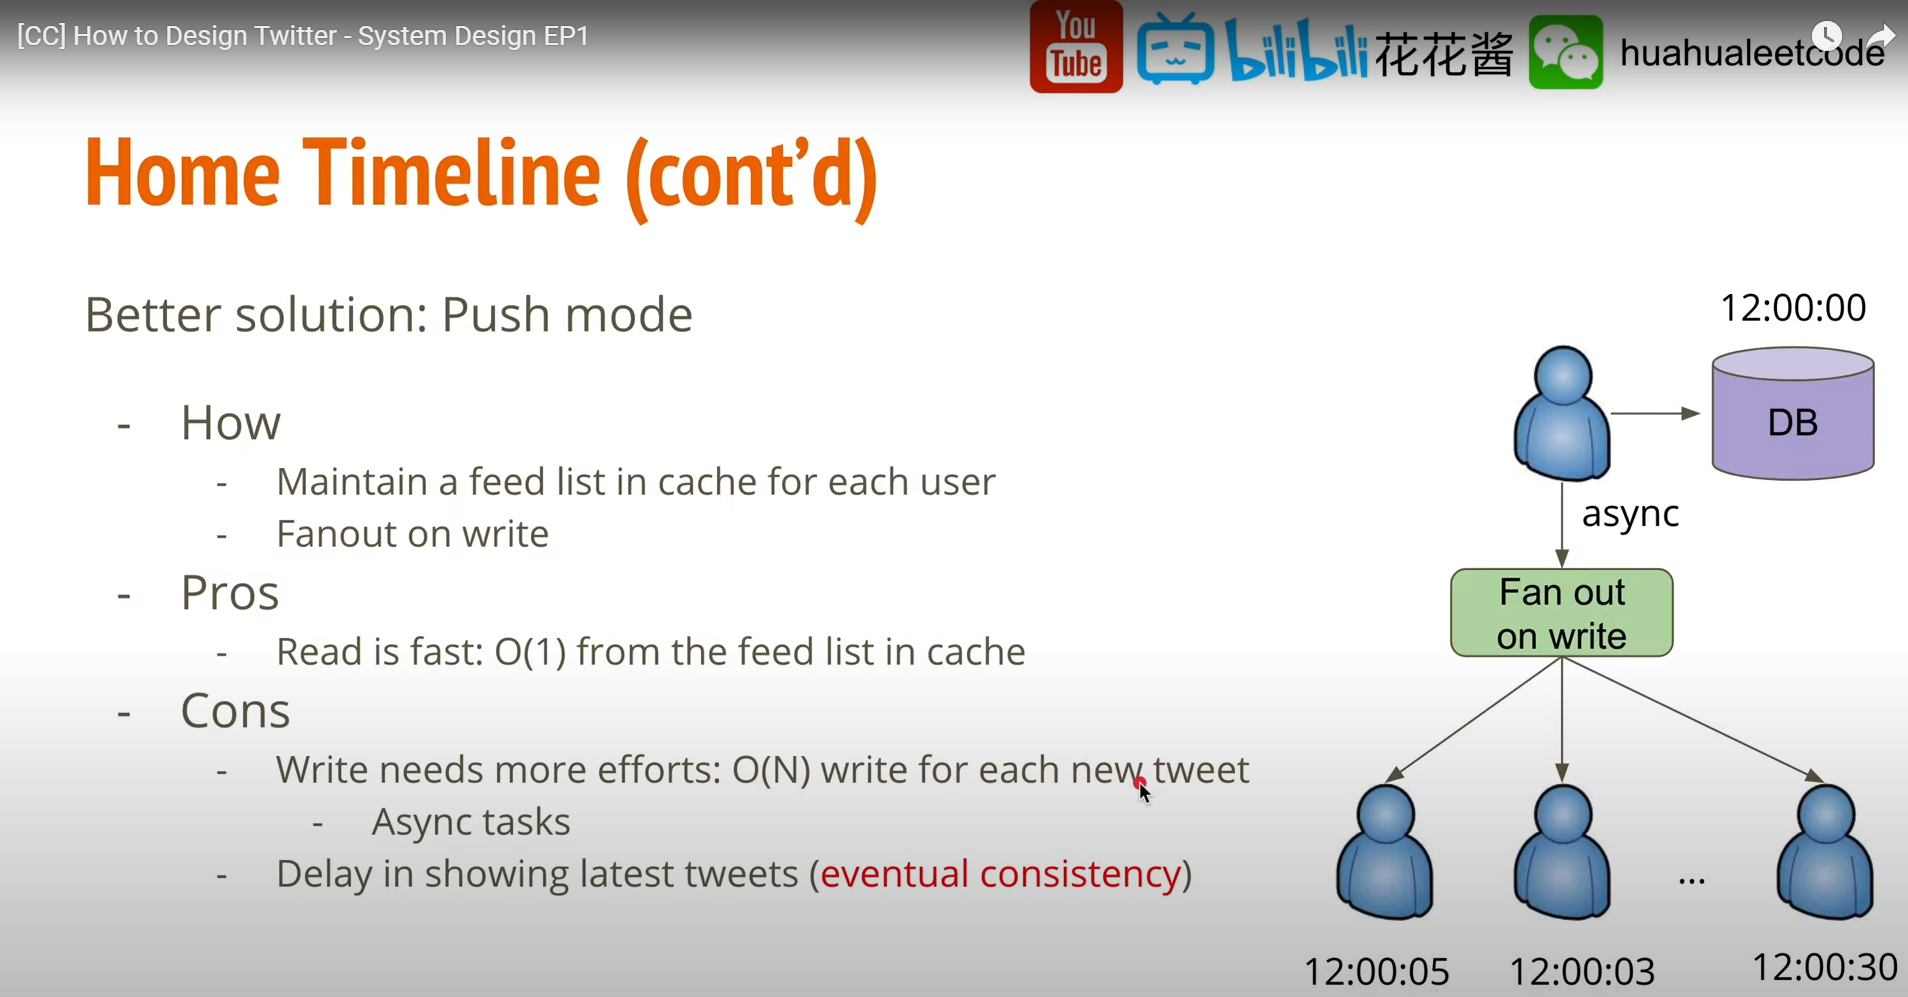 [CC] How to Design Twitter - System Design EP1
You
Tube
bilibili 花花酱
huahualeetcode
Home Timeline (cont’d)
Better solution: Push mode
- How
- Maintain a feed list in cache for each user
- Fanout on write
- Pros
- Read is fast: O(1) from the feed list in cache
- Cons
- Write needs more efforts: O(N) write for each new tweet
- Async tasks
- Delay in showing latest tweets (eventual consistency)
12:00:00
DB
async
Fan out
on write
...
12:00:05
12:00:03
12:00:30